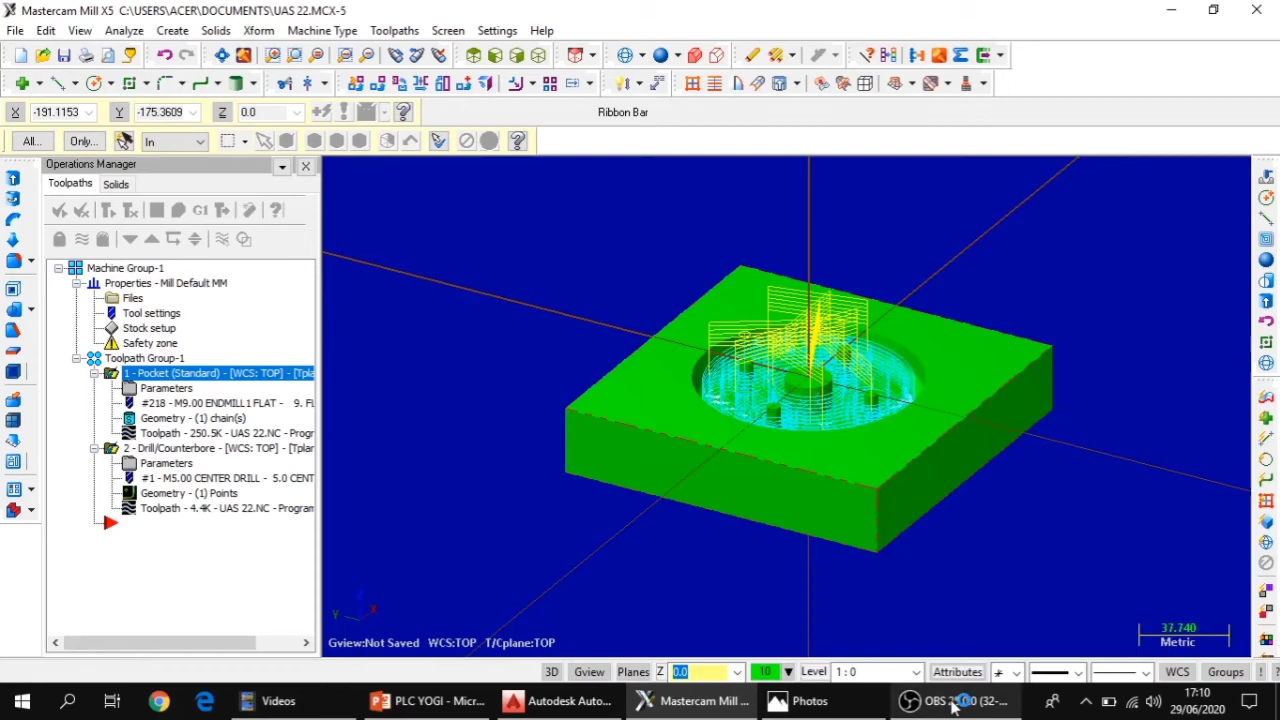 Mastercam Mill X5 C:\USERS\ACER\DOCUMENTS\UAS 22.MCX-5
File Edit View Analyze Create Solids Xform Machine Type Toolpaths Screen Settings Help
X -191.1153 Y -175.3609 Z 0.0 Ribbon Bar
All... Only... In
Operations Manager
Toolpaths Solids
G1
Machine Group-1
Properties - Mill Default MM
Files
Tool settings
Stock setup
Safety zone
Toolpath Group-1
1 - Pocket (Standard) - [WCS: TOP] - [Tplan
Parameters
#218 - M9.00 ENDMILL1 FLAT - 9. FL
Geometry - (1) chain(s)
Toolpath - 250.5K - UAS 22.NC - Progr
2 - Drill/Counterbore - [WCS: TOP] - [Tplan
Parameters
#1 - M5.00 CENTER DRILL - 5.0 CENT
Geometry - (1) Points
Toolpath - 4.4K - UAS 22.NC - Program
Z
Y X
Gview:Not Saved WCS:TOP T/Cplane:TOP
37.740
Metric
3D Gview Planes Z 0.0 10 Level 1 : 0 Attributes WCS Groups
Videos PLC YOGI - Micr... Autodesk Auto... Mastercam Mill ... Photos 17:10
29/06/2020